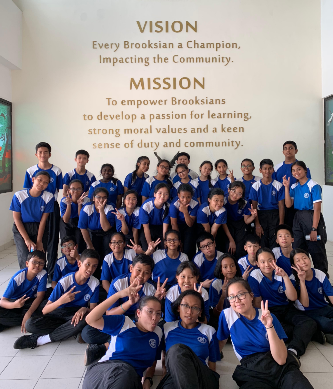 VISION
Every Brooksian a Champion,
Impacting the Community.
MISSION
To empower Brooksians
to develop a passion for learning,
strong moral values and a keen
sense of duty and community.